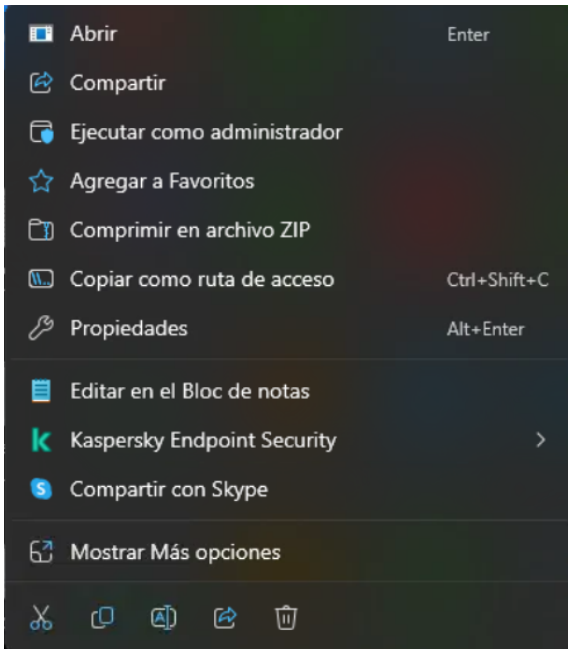 Abrir Enter
Compartir
Ejecutar como administrador
Agregar a Favoritos
Comprimir en archivo ZIP
Copiar como ruta de acceso Ctrl+Shift+C
Propiedades Alt+Enter
Editar en el Bloc de notas
Kaspersky Endpoint Security
Compartir con Skype
Mostrar Más opciones